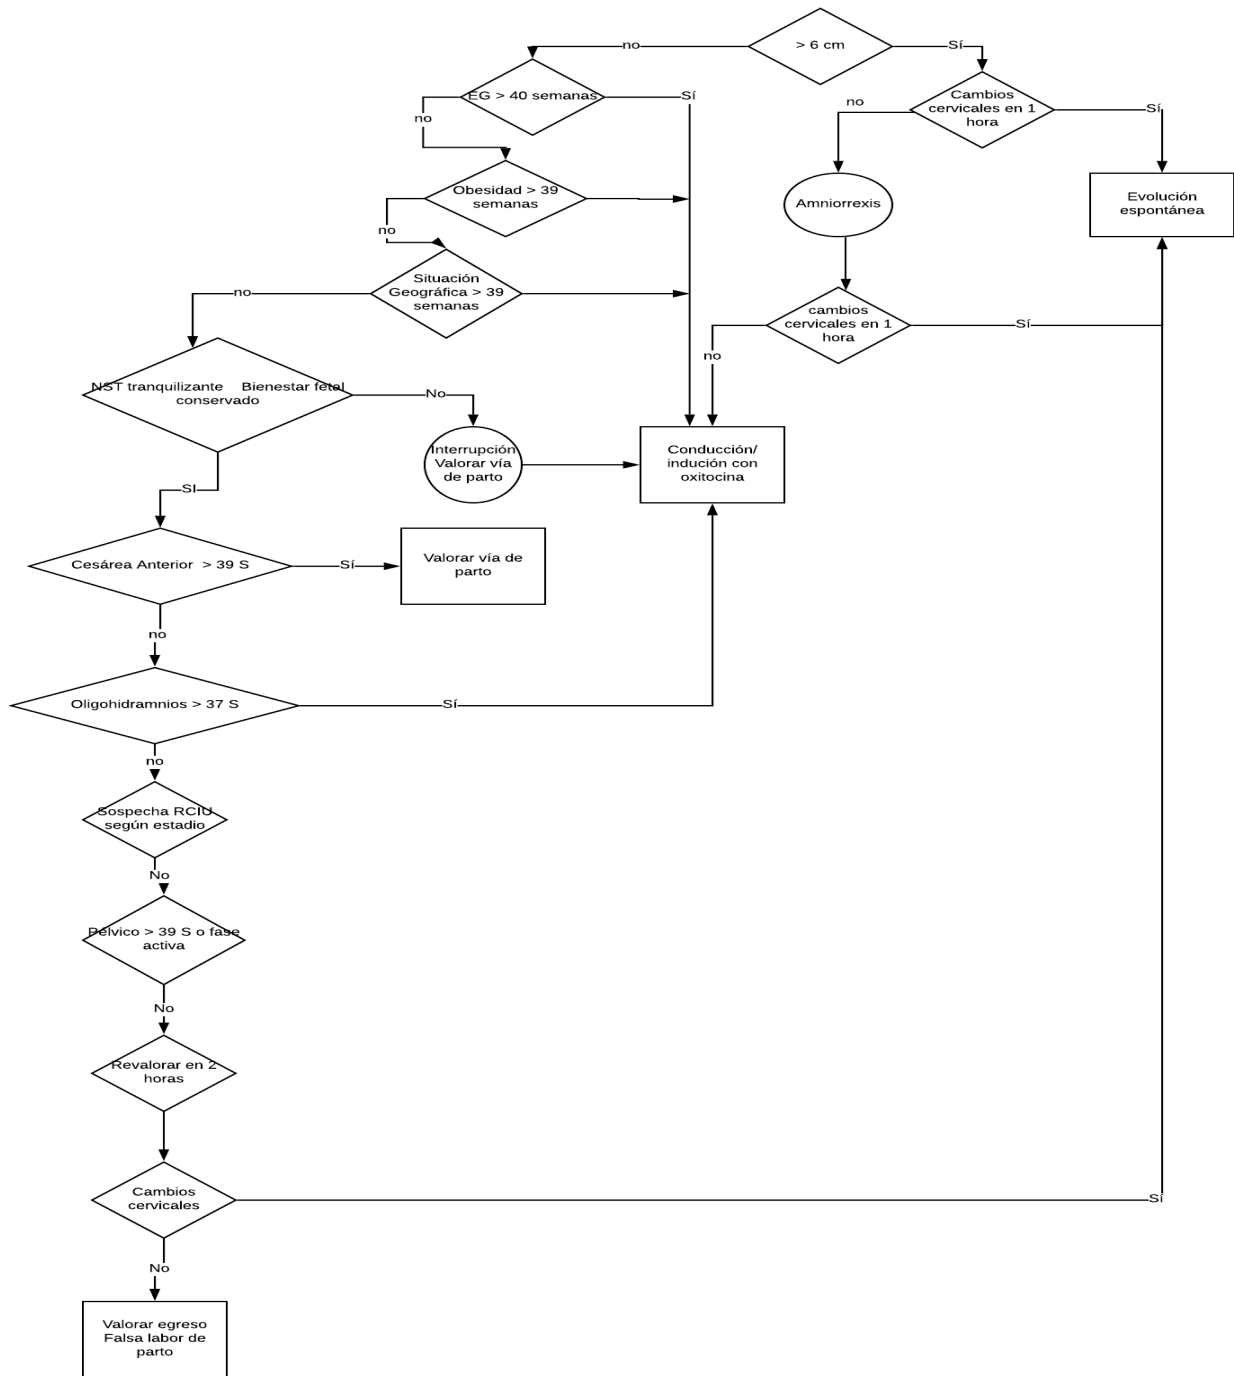 > 6 cm
no
Sí
EG > 40 semanas
Sí
no
Cambios
cervicales en 1
hora
no
Sí
Obesidad > 39
semanas
no
Amniorrexis
Evolución
espontánea
Situación
Geográfica > 39
semanas
no
cambios
cervicales en 1
hora
Sí
no
NST tranquilizante    Bienestar fetal
conservado
No
SI
Interrupción
Valorar vía
de parto
Conducción/
indución con
oxitocina
Cesárea Anterior  > 39 S
Sí
Valorar vía de
parto
no
Oligohidramnios > 37 S
Sí
no
Sospecha RCIU
según estadio
No
Pélvico > 39 S o fase
activa
No
Revalorar en 2
horas
Cambios
cervicales
Sí
No
Valorar egreso
Falsa labor de
parto